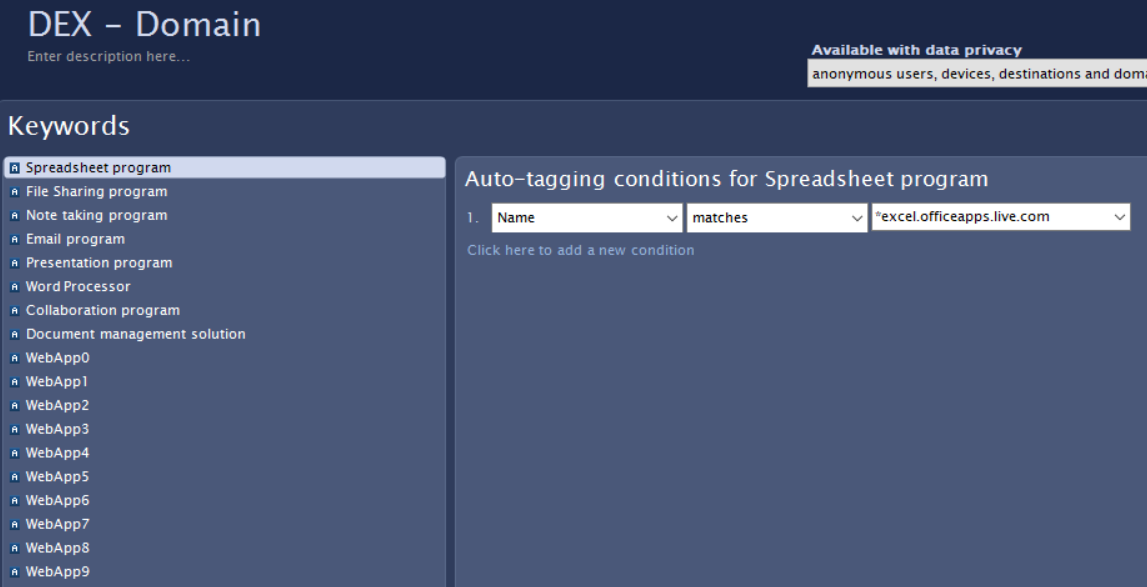 DEX - Domain
Enter description here...
Available with data privacy
anonymous users, devices, destinations and doma
Keywords
Spreadsheet program
File Sharing program
Note taking program
Email program
Presentation program
Word Processor
Collaboration program
Document management solution
WebApp0
WebApp1
WebApp2
WebApp3
WebApp4
WebApp5
WebApp6
WebApp7
WebApp8
WebApp9
Auto-tagging conditions for Spreadsheet program
1. Name matches *excel.officeapps.live.com
Click here to add a new condition